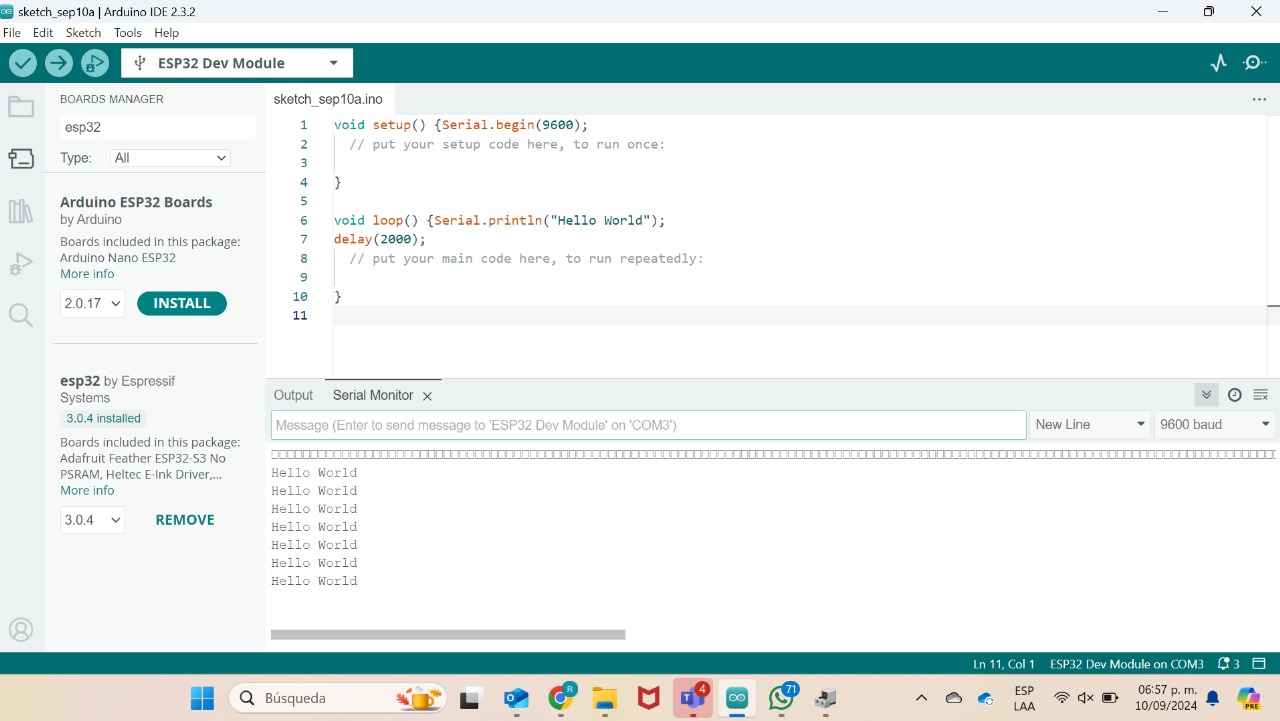 sketch_sep10a | Arduino IDE 2.3.2
File Edit Sketch Tools Help
ESP32 Dev Module
BOARDS MANAGER
esp32
Type: All
Arduino ESP32 Boards
by Arduino
Boards included in this package:
Arduino Nano ESP32
More info
2.0.17 INSTALL
esp32 by Espressif
Systems
3.0.4 installed
Boards included in this package:
Adafruit Feather ESP32-S3 No
PSRAM, Heltec E-Ink Driver,...
More info
3.0.4 REMOVE
sketch_sep10a.ino
1 void setup() {Serial.begin(9600);
2 // put your setup code here, to run once:
3
4 }
5
6 void loop() {Serial.println("Hello World");
7 delay(2000);
8 // put your main code here, to run repeatedly:
9
10 }
11
Output Serial Monitor
Message (Enter to send message to 'ESP32 Dev Module' on 'COM3') New Line 9600 baud
Hello World
Hello World
Hello World
Hello World
Hello World
Hello World
Hello World
Ln 11, Col 1 ESP32 Dev Module on COM3 3
Búsqueda R 4 71 ESP LAA 06:57 p. m. 10/09/2024 PRE